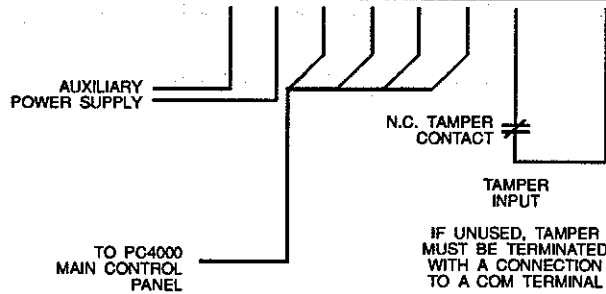 AUXILIARY
POWER SUPPLY
N.C. TAMPER
CONTACT
TAMPER
INPUT
IF UNUSED, TAMPER
MUST BE TERMINATED
WITH A CONNECTION
TO A COM TERMINAL
TO PC4000
MAIN CONTROL
PANEL